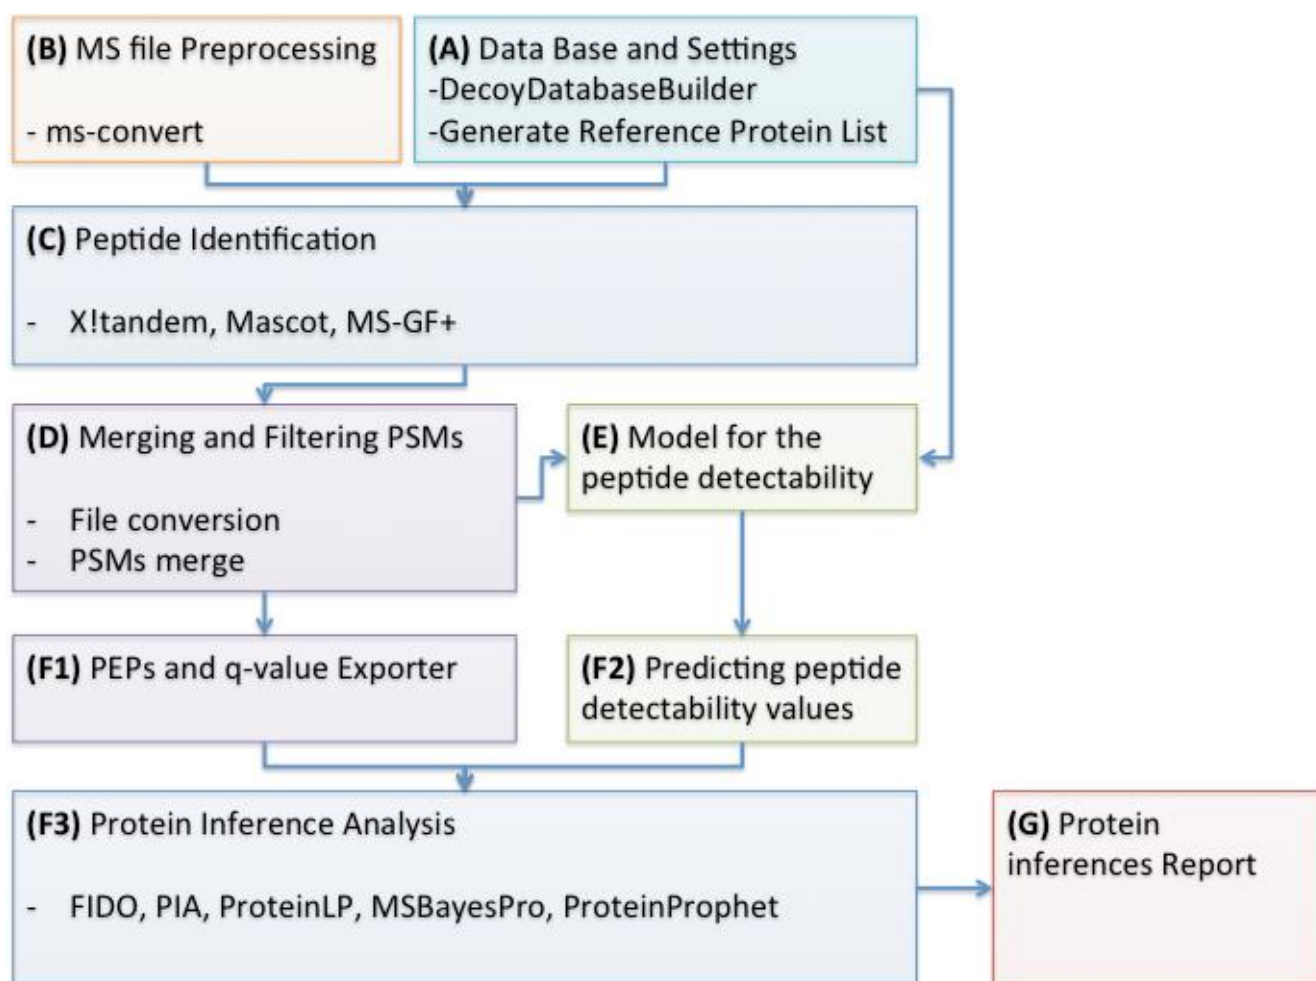 (B) MS file Preprocessing
- ms-convert
(A) Data Base and Settings
-DecoyDatabaseBuilder
-Generate Reference Protein List
(C) Peptide Identification
- X!tandem, Mascot, MS-GF+
(D) Merging and Filtering PSMs
- File conversion
- PSMs merge
(E) Model for the
peptide detectability
(F1) PEPs and q-value Exporter
(F2) Predicting peptide
detectability values
(F3) Protein Inference Analysis
- FIDO, PIA, ProteinLP, MSBayesPro, ProteinProphet
(G) Protein
inferences Report